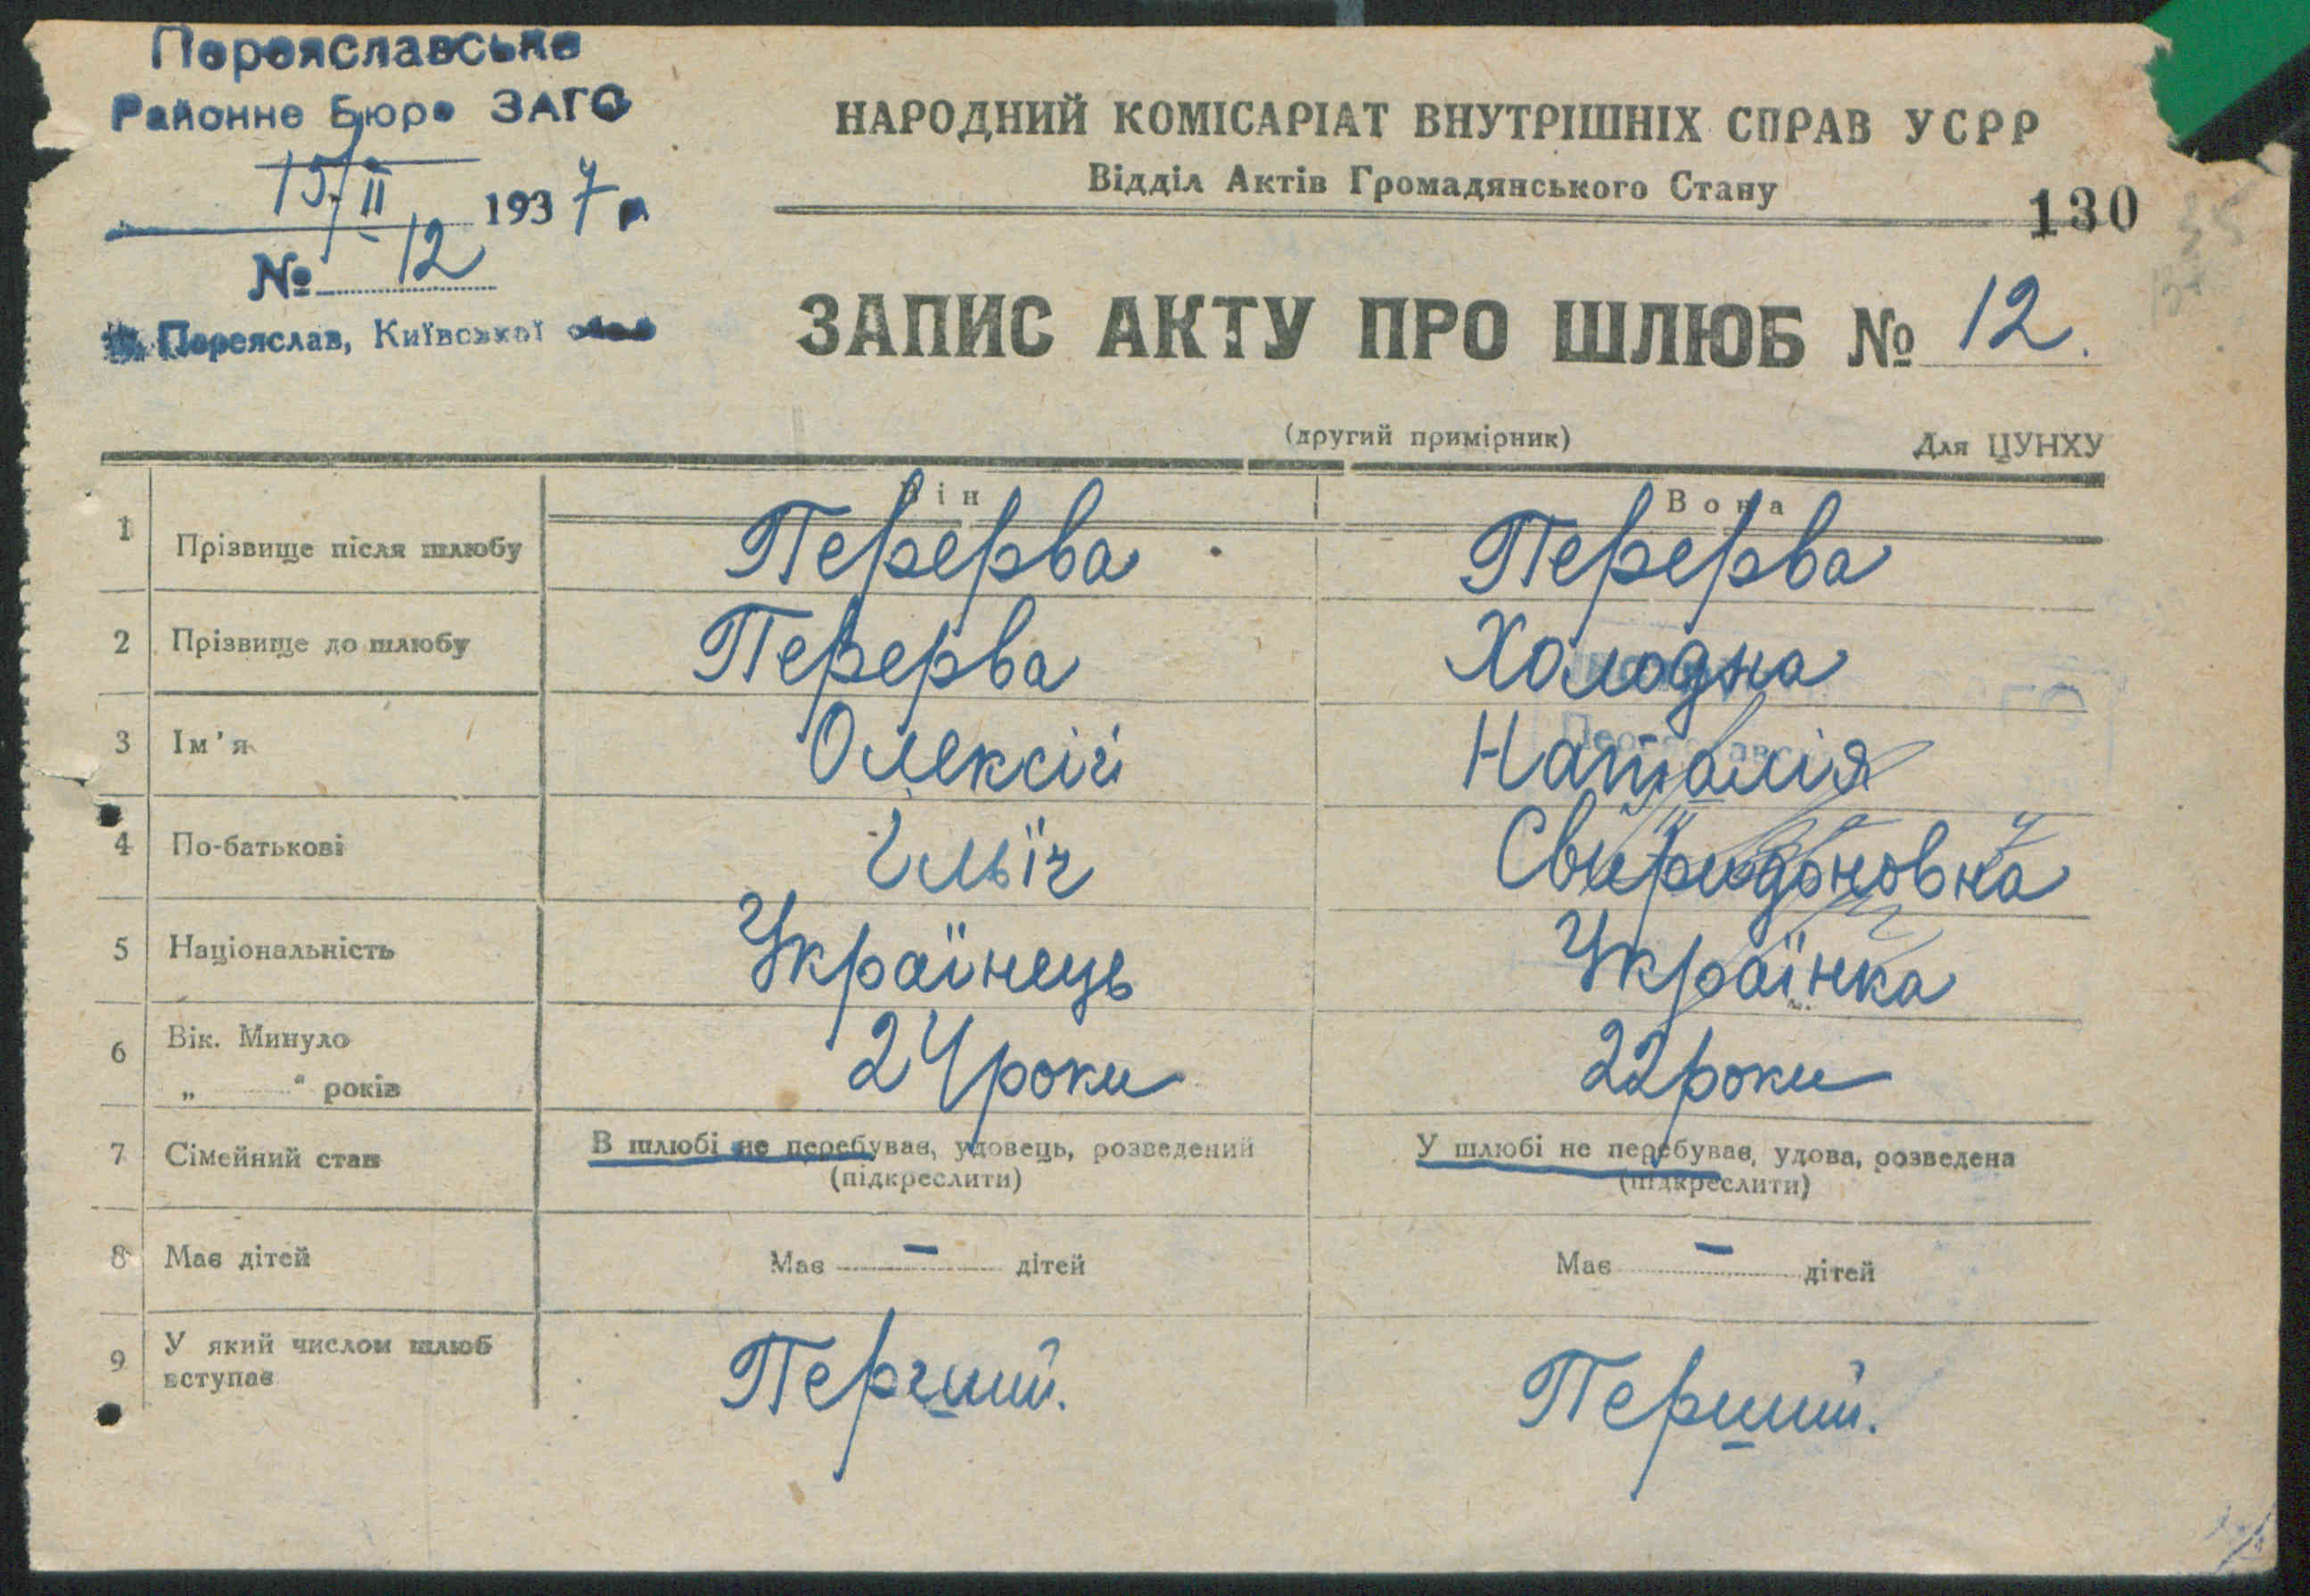 Переяславське
Районне Бюро ЗАГС
15/II 1937 р
№ 12
Переяслав, Київської обл
НАРОДНИЙ КОМІСАРІАТ ВНУТРІШНІХ СПРАВ УСРР
Відділ Актів Громадянського Стану
130
35
ЗАПИС АКТУ ПРО ШЛЮБ № 12.
(другий примірник)
Для ЦУНХУ
Він Вона
1 Прізвище після шлюбу Перерва Перерва
2 Прізвище до шлюбу Перерва Холодна
3 Ім'я Олексій Наталія
4 По-батькові Ільїч Свиридоновна
5 Національність Українець Українка
6 Вік. Минуло 24 роки 22 роки
„ “ років
7 Сімейний стан В шлюбі не перебував, удовець, розведений У шлюбі не перебував, удова, розведена
(підкреслити) (підкреслити)
8 Має дітей Має — дітей Має — дітей
9 У який числом шлюб
вступає Перший. Перший.